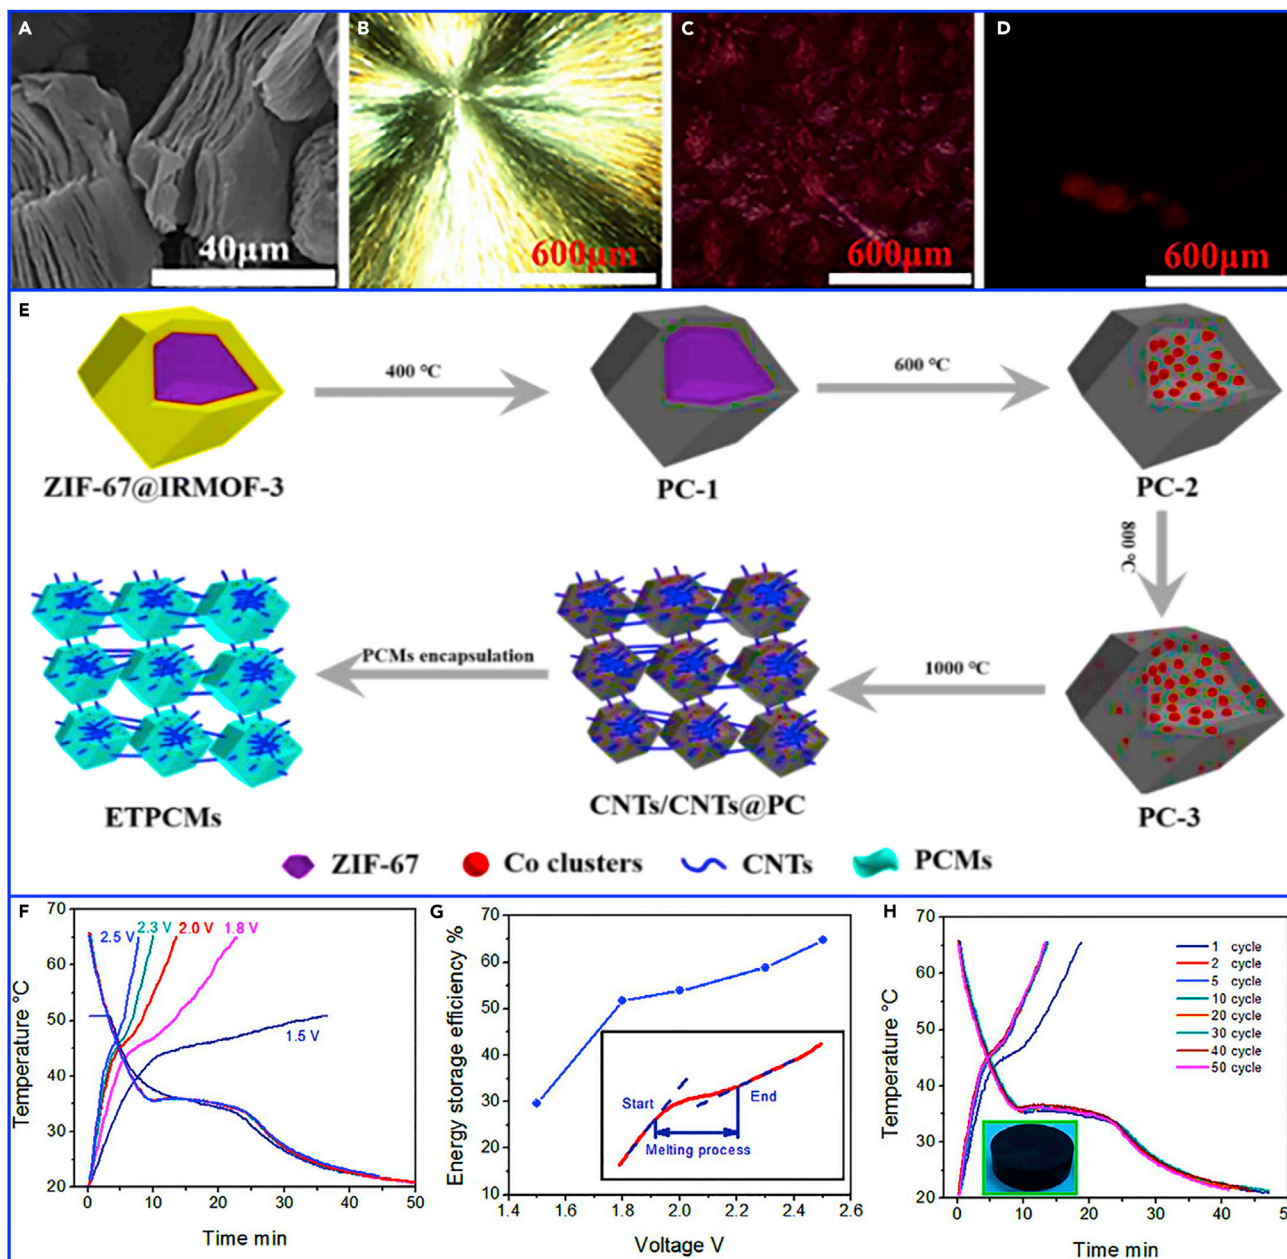 A
B
C
D
40μm
600μm
600μm
600μm
E
400 °C
600 °C
ZIF-67@IRMOF-3
PC-1
PC-2
800 °C
PCMs encapsulation
1000 °C
ETPCMs
CNTs/CNTs@PC
PC-3
ZIF-67
Co clusters
CNTs
PCMs
F
70
60
50
40
30
20
Temperature °C
2.5 V
2.3 V
2.0 V
1.8 V
1.5 V
0 10 20 30 40 50
Time min
G
70
60
50
40
30
20
10
Energy storage efficiency %
Start
End
Melting process
1.4 1.6 1.8 2.0 2.2 2.4 2.6
Voltage V
H
70
60
50
40
30
20
Temperature °C
1 cycle
2 cycle
5 cycle
10 cycle
20 cycle
30 cycle
40 cycle
50 cycle
0 10 20 30 40 50
Time min